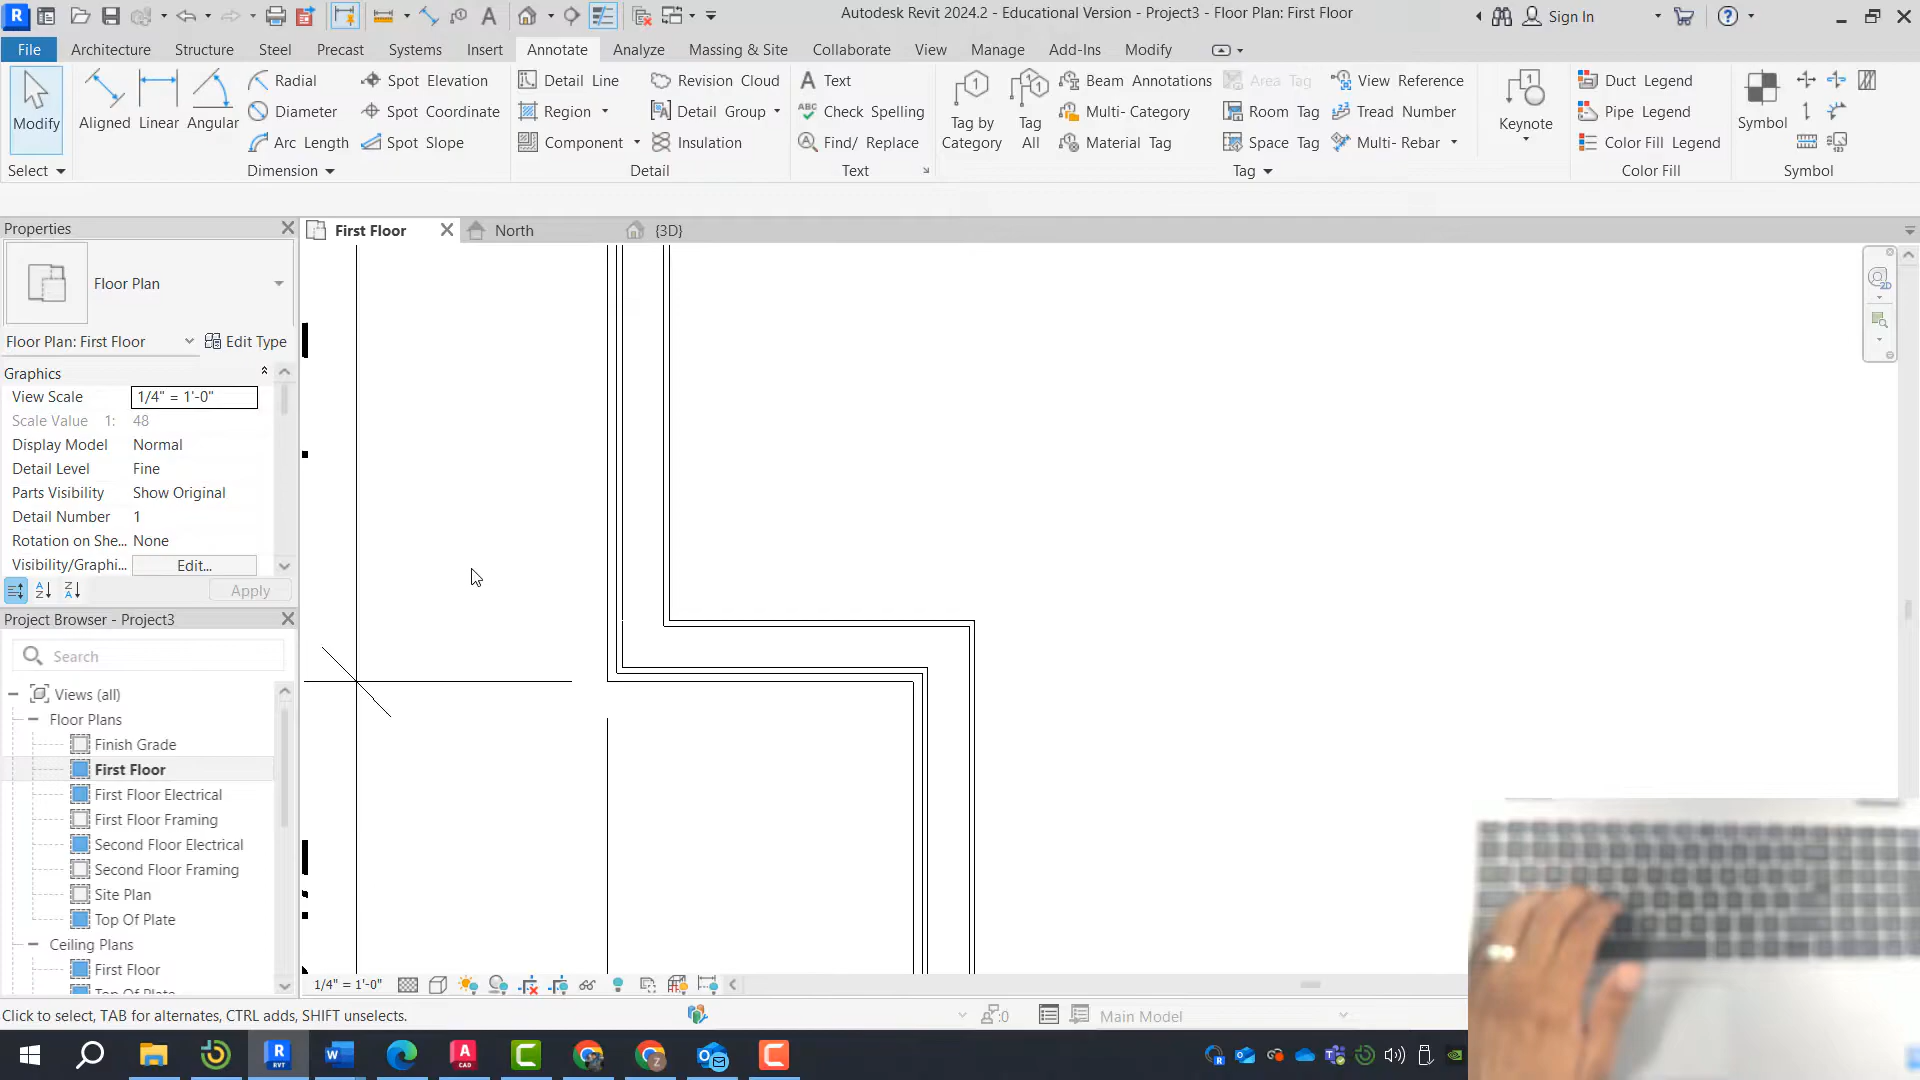 Autodesk Revit 2024.2 - Educational Version - Project3 - Floor Plan: First Floor
Sign In
File Architecture Structure Steel Precast Systems Insert Annotate Analyze Massing & Site Collaborate View Manage Add-Ins Modify
Modify
Select
Aligned
Linear
Angular
Radial
Diameter
Arc Length
Spot Elevation
Spot Coordinate
Spot Slope
Dimension
Detail Line
Region
Component
Revision Cloud
Detail Group
Insulation
Detail
Text
Check Spelling
Find/ Replace
Text
Tag by
Category
Tag
All
Beam Annotations
Multi- Category
Material Tag
Area Tag
Room Tag
Space Tag
View Reference
Tread Number
Multi- Rebar
Tag
Keynote
Duct Legend
Pipe Legend
Color Fill Legend
Color Fill
Symbol
Symbol
Properties
Floor Plan
Floor Plan: First Floor
Edit Type
Graphics
View Scale 1/4" = 1'-0"
Scale Value 1: 48
Display Model Normal
Detail Level Fine
Parts Visibility Show Original
Detail Number 1
Rotation on She... None
Visibility/Graphi... Edit...
Apply
Project Browser - Project3
Search
Views (all)
Floor Plans
Finish Grade
First Floor
First Floor Electrical
First Floor Framing
Second Floor Electrical
Second Floor Framing
Site Plan
Top Of Plate
Ceiling Plans
First Floor
Top Of Plate
First Floor
North
{3D}
2D
1/4" = 1'-0"
Click to select, TAB for alternates, CTRL adds, SHIFT unselects.
:0
Main Model